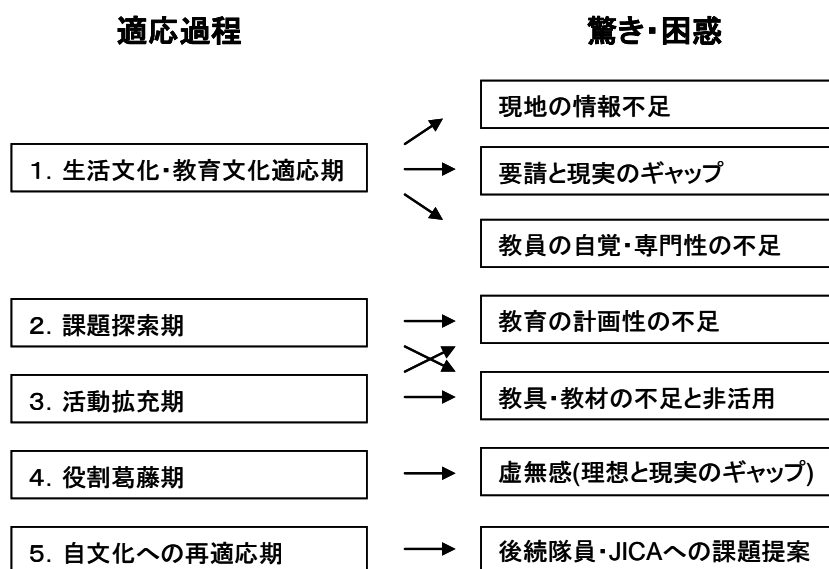 適応過程
驚き・困惑
現地の情報不足
1. 生活文化・教育文化適応期
要請と現実のギャップ
教員の自覚・専門性の不足
2. 課題探索期
教育の計画性の不足
3. 活動拡充期
教具・教材の不足と非活用
4. 役割葛藤期
虚無感(理想と現実のギャップ)
5. 自文化への再適応期
後続隊員・JICAへの課題提案